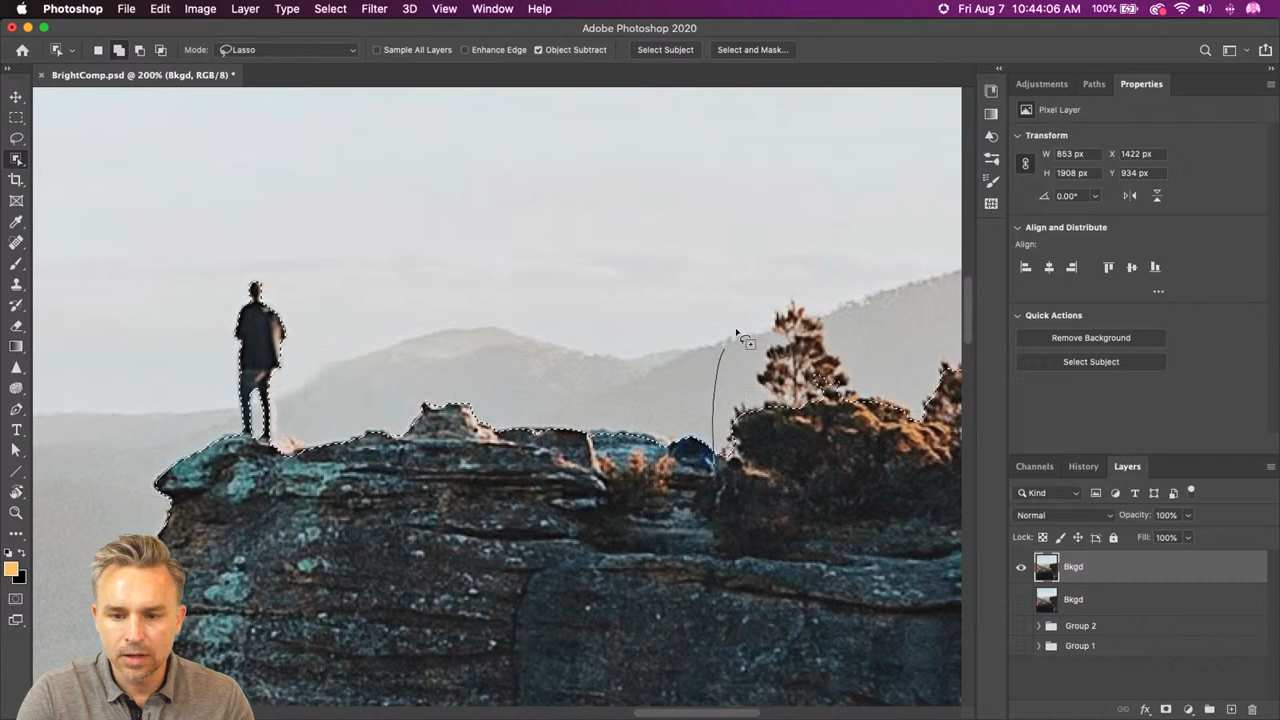 Photoshop File Edit Image Layer Type Select Filter 3D View Window Help 100% Fri Aug 7 10:44:06 AM
Adobe Photoshop 2020
Mode: Lasso Sample All Layers Enhance Edge Object Subtract Select Subject Select and Mask...
BrightComp.psd @ 200% (Bkgd, RGB/8) *
Adjustments Paths Properties
Pixel Layer
Transform
W 853 px X 1422 px
H 1908 px Y 934 px
0.00°
Align and Distribute
Align:
Quick Actions
Remove Background
Select Subject
Channels History Layers
Kind
Normal Opacity: 100%
Lock: Fill: 100%
Bkgd
Bkgd
Group 2
Group 1